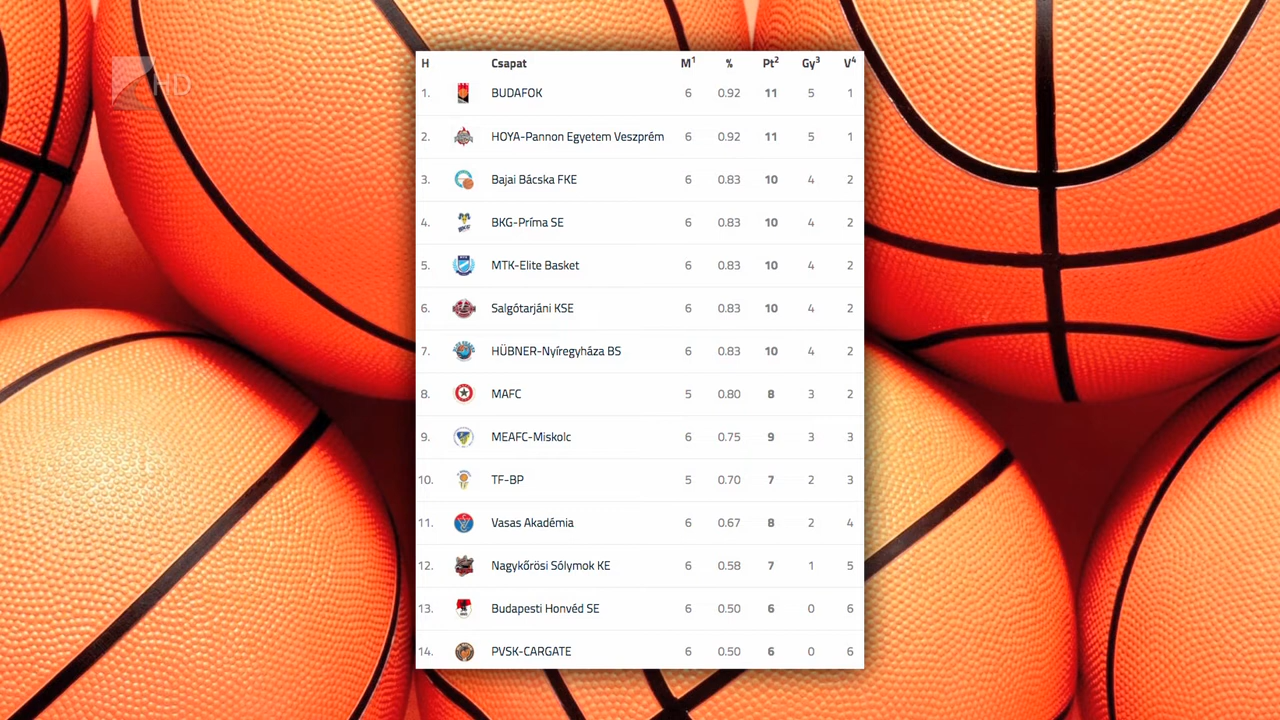 HD
H Csapat M¹ % Pt² Gy³ V⁴
1. BUDAFOK 6 0.92 11 5 1
2. HOYA-Pannon Egyetem Veszprém 6 0.92 11 5 1
3. Bajai Bácska FKE 6 0.83 10 4 2
4. BKG-Príma SE 6 0.83 10 4 2
5. MTK-Elite Basket 6 0.83 10 4 2
6. Salgótarjáni KSE 6 0.83 10 4 2
7. HÜBNER-Nyíregyháza BS 6 0.83 10 4 2
8. MAFC 5 0.80 8 3 2
9. MEAFC-Miskolc 6 0.75 9 3 3
10. TF-BP 5 0.70 7 2 3
11. Vasas Akadémia 6 0.67 8 2 4
12. Nagykőrösi Sólymok KE 6 0.58 7 1 5
13. Budapesti Honvéd SE 6 0.50 6 0 6
14. PVSK-CARGATE 6 0.50 6 0 6